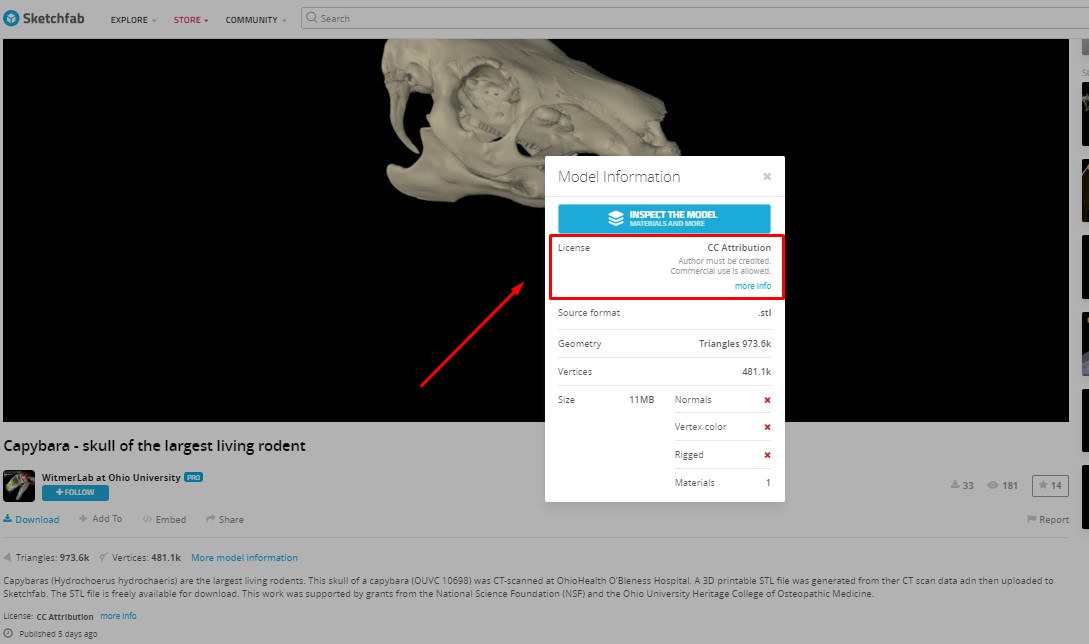 Sketchfab EXPLORE STORE COMMUNITY Search
Model Information
INSPECT THE MODEL
MATERIALS AND MORE
License CC Attribution
Author must be credited.
Commercial use is allowed.
more info
Source format .stl
Geometry Triangles 973.6k
Vertices 481.1k
Size 11MB Normals
Vertex color
Rigged
Materials 1
Capybara - skull of the largest living rodent
WitmerLab at Ohio University PRO
+ FOLLOW
33 181 14
Download Add To Embed Share Report
Triangles: 973.6k Vertices: 481.1k More model information
Capybaras (Hydrochoerus hydrochaeris) are the largest living rodents. This skull of a capybara (OUVC 10698) was CT-scanned at OhioHealth O'Bleness Hospital. A 3D printable STL file was generated from ther CT scan data adn then uploaded to
Sketchfab. The STL file is freely available for download. This work was supported by grants from the National Science Foundation (NSF) and the Ohio University Heritage College of Osteopathic Medicine.
License: CC Attribution more info
Published 5 days ago